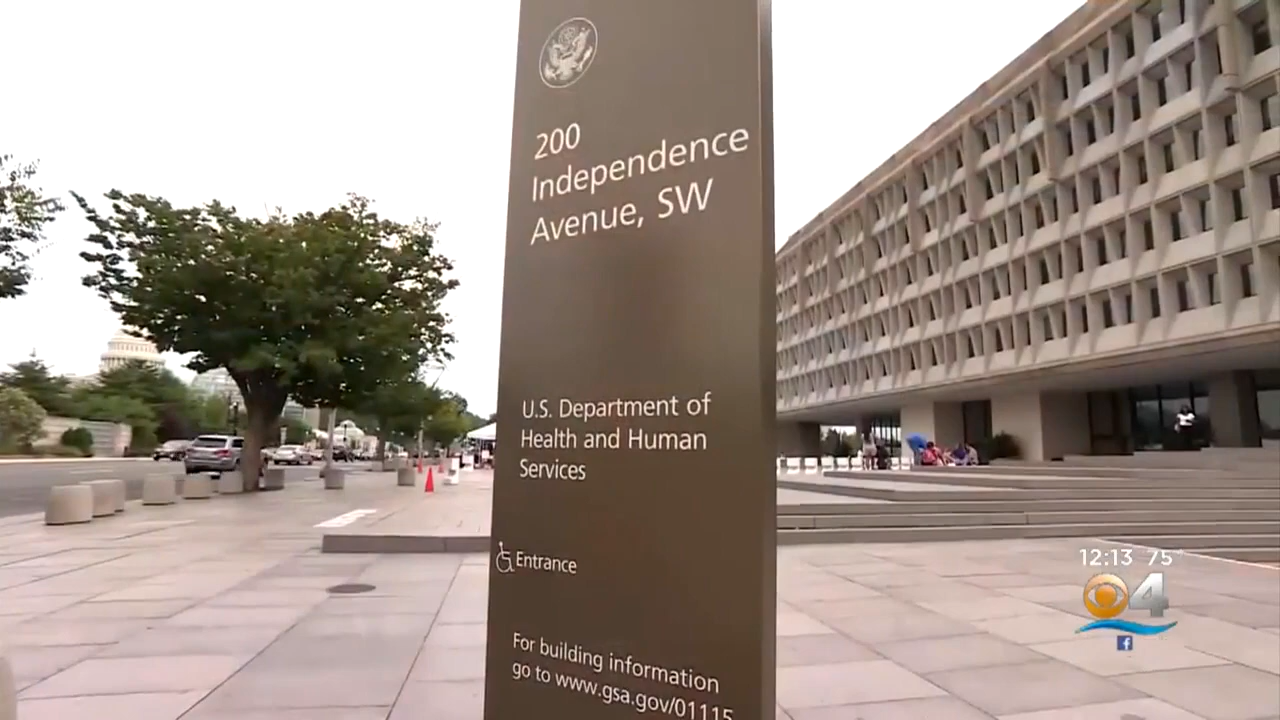 200
Independence
Avenue, SW
U.S. Department of
Health and Human
Services
Entrance
For building information
go to www.gsa.gov/01115
12:13 75°
4
f